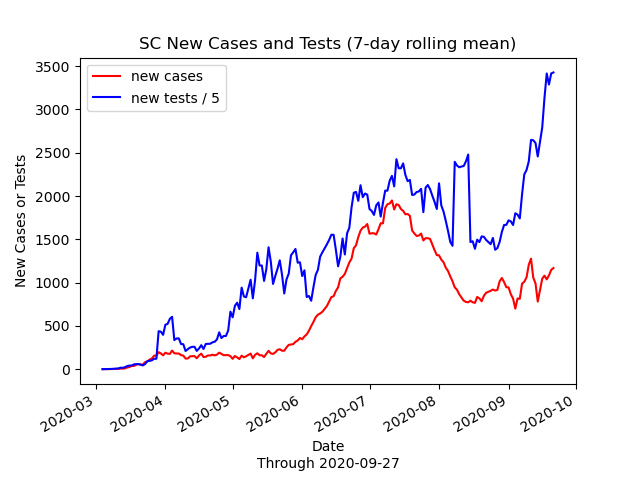 SC New Cases and Tests (7-day rolling mean)
new cases
new tests / 5
3500
3000
2500
2000
1500
1000
500
0
New Cases or Tests
2020-03
2020-04
2020-05
2020-06
2020-07
2020-08
2020-09
2020-10
Date
Through 2020-09-27